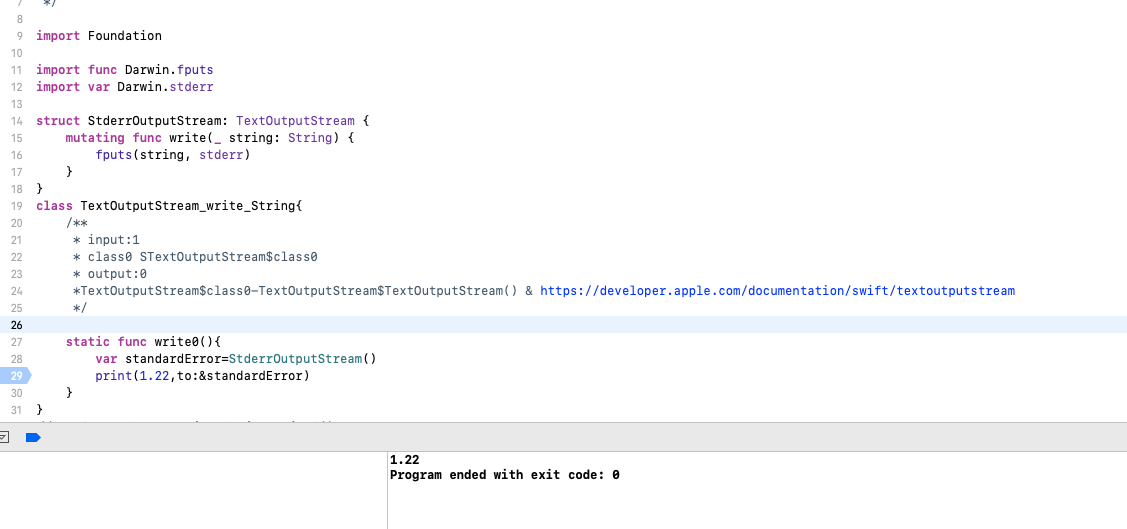 7 */
8
9 import Foundation
10
11 import func Darwin.fputs
12 import var Darwin.stderr
13
14 struct StderrOutputStream: TextOutputStream {
15 mutating func write(_ string: String) {
16 fputs(string, stderr)
17 }
18 }
19 class TextOutputStream_write_String{
20 /**
21 * input:1
22 * class0 STextOutputStream$class0
23 * output:0
24 *TextOutputStream$class0-TextOutputStream$TextOutputStream() & https://developer.apple.com/documentation/swift/textoutputstream
25 */
26
27 static func write0(){
28 var standardError=StderrOutputStream()
29 print(1.22,to:&standardError)
30 }
31 }
1.22
Program ended with exit code: 0